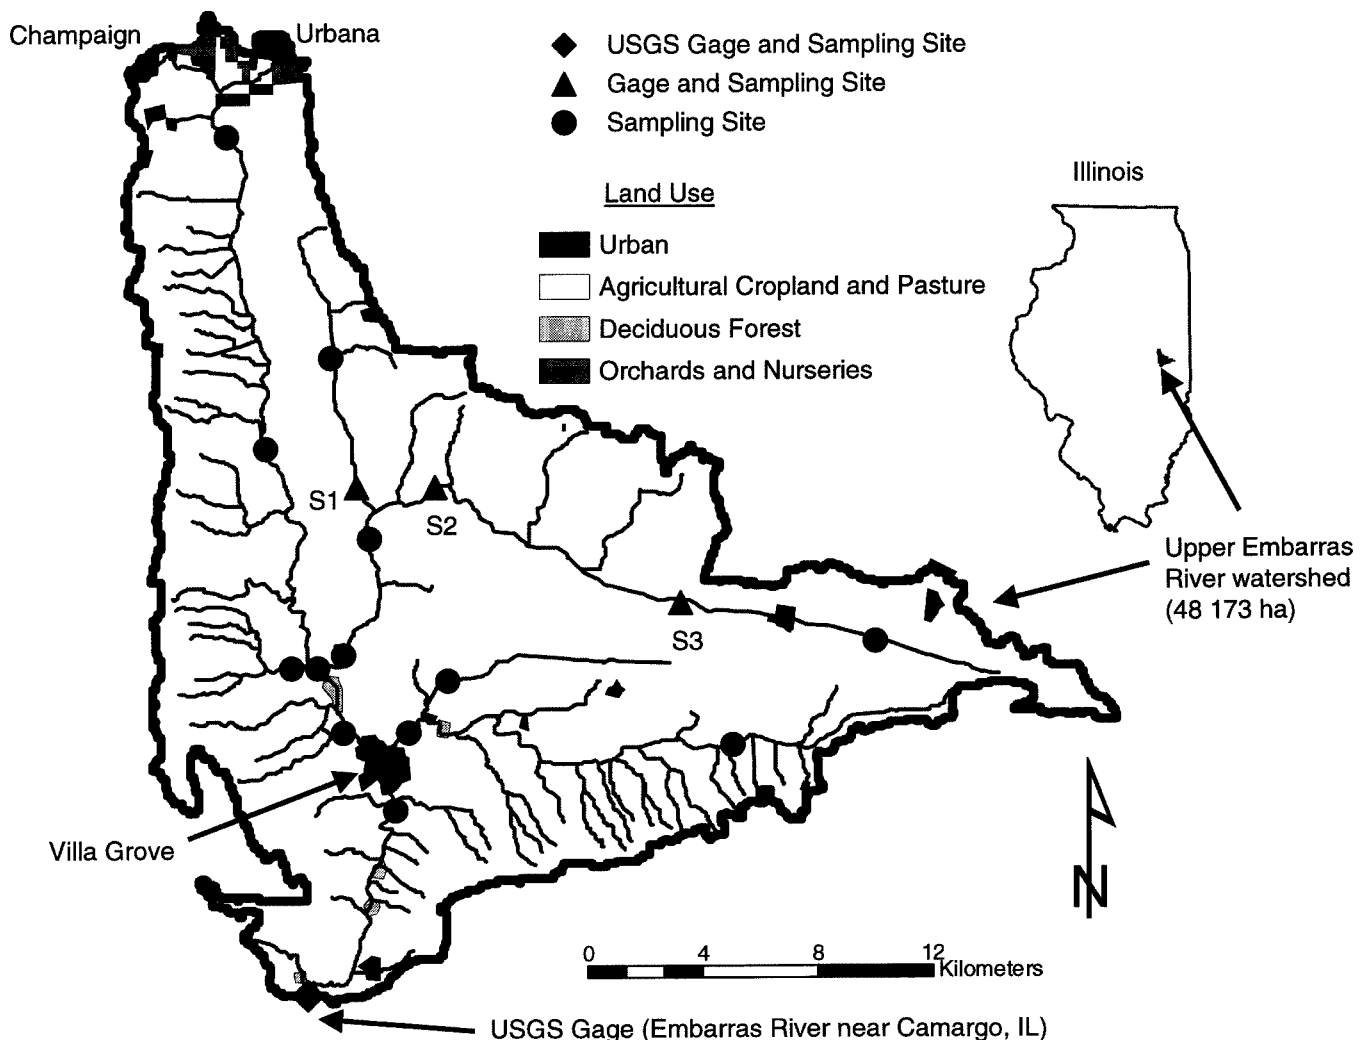 Champaign
Urbana
USGS Gage and Sampling Site
Gage and Sampling Site
Sampling Site
Land Use
Urban
Agricultural Cropland and Pasture
Deciduous Forest
Orchards and Nurseries
Illinois
S1
S2
S3
Upper Embarras
River watershed
(48 173 ha)
Villa Grove
N
0 4 8 12
Kilometers
USGS Gage (Embarras River near Camargo, IL)